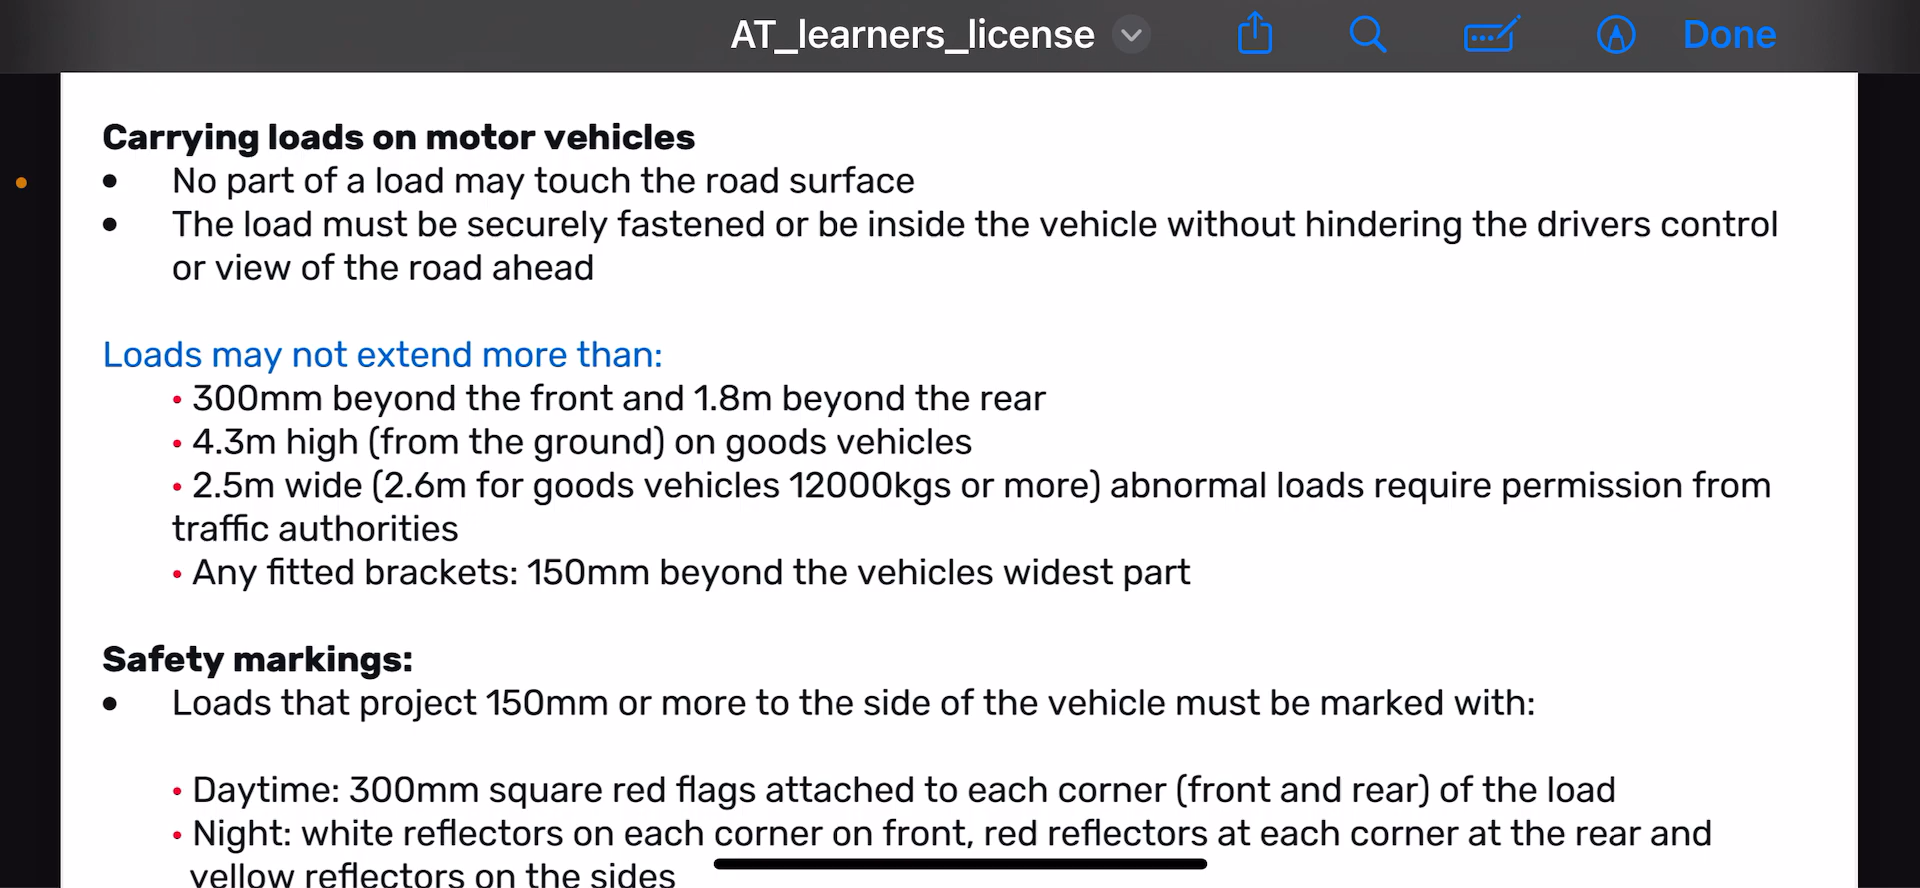 AT_learners_license
Done
Carrying loads on motor vehicles
• No part of a load may touch the road surface
• The load must be securely fastened or be inside the vehicle without hindering the drivers control
or view of the road ahead
Loads may not extend more than:
• 300mm beyond the front and 1.8m beyond the rear
• 4.3m high (from the ground) on goods vehicles
• 2.5m wide (2.6m for goods vehicles 12000kgs or more) abnormal loads require permission from
traffic authorities
• Any fitted brackets: 150mm beyond the vehicles widest part
Safety markings:
• Loads that project 150mm or more to the side of the vehicle must be marked with:
• Daytime: 300mm square red flags attached to each corner (front and rear) of the load
• Night: white reflectors on each corner on front, red reflectors at each corner at the rear and
yellow reflectors on the sides